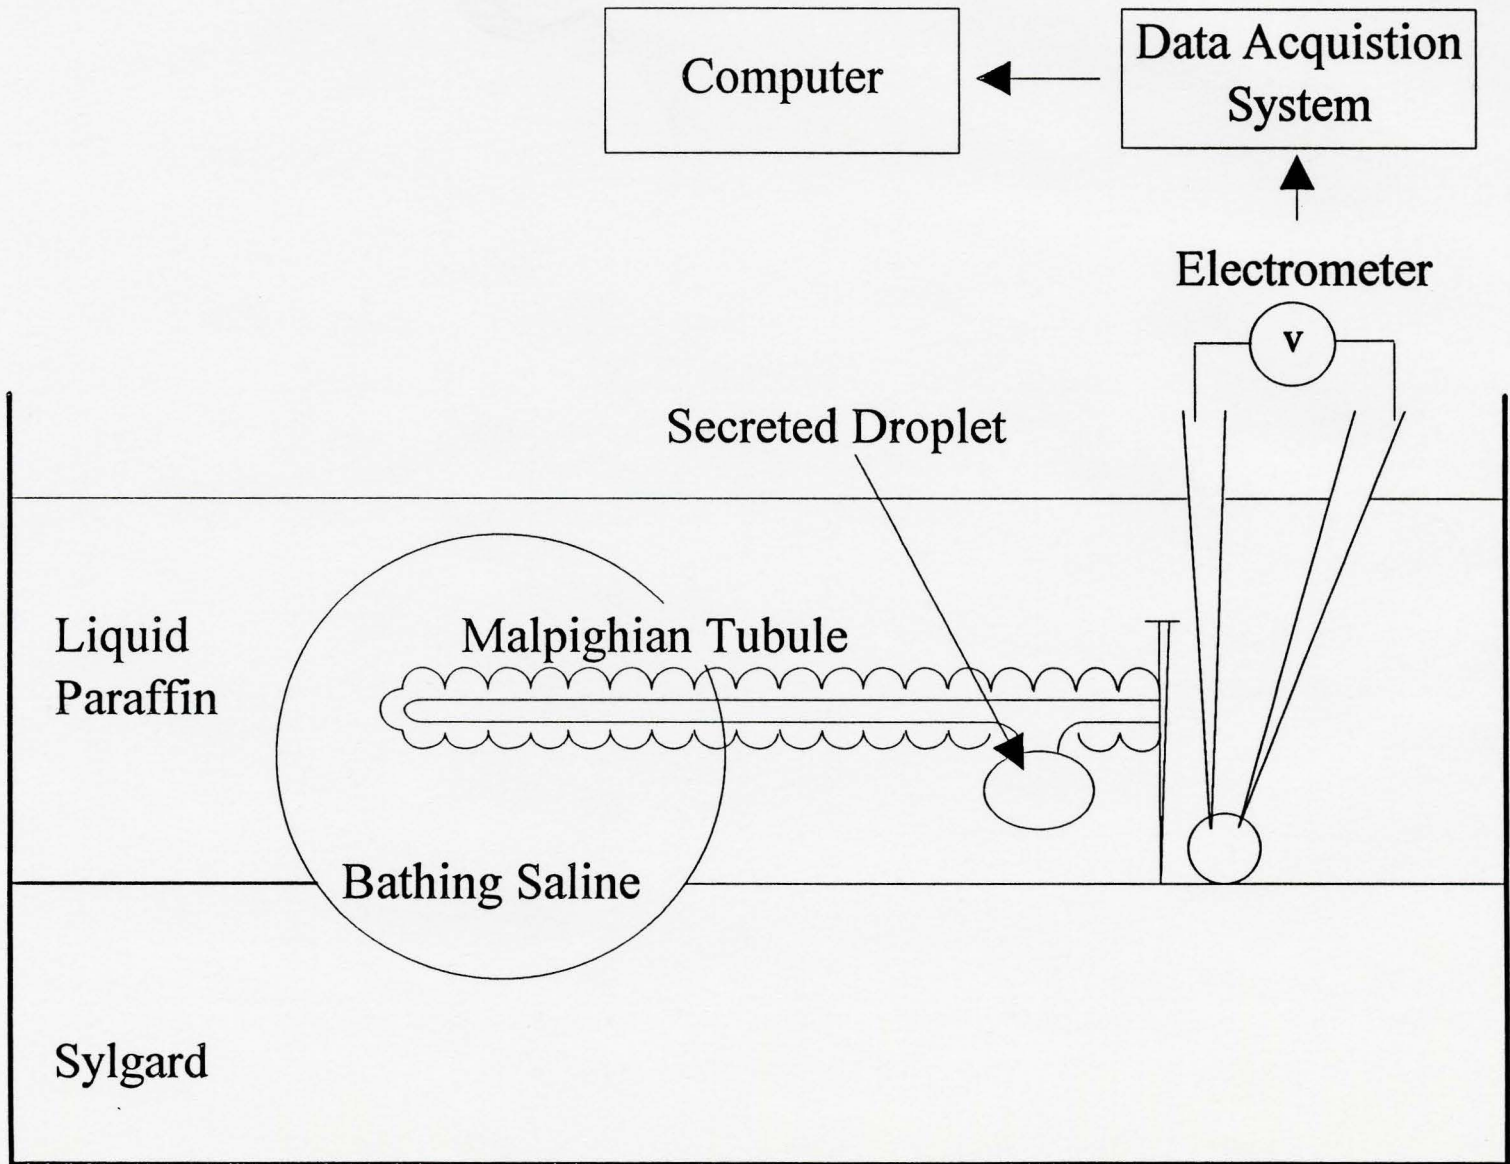 Computer
Data Acquistion
System
Electrometer
v
Secreted Droplet
Liquid
Paraffin
Malpighian Tubule
Bathing Saline
Sylgard